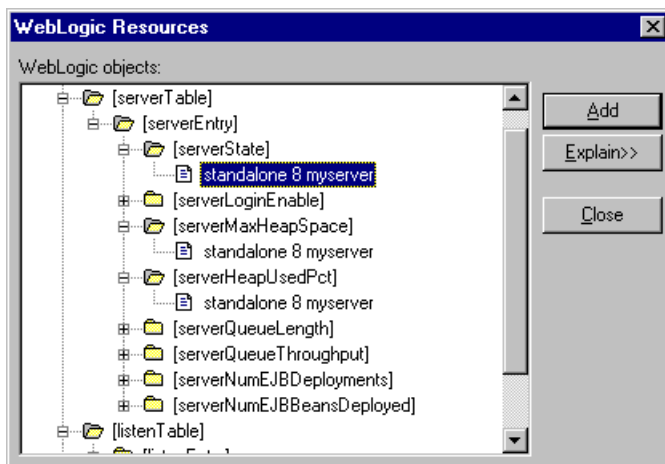 WebLogic Resources
WebLogic objects:
[serverTable]
[serverEntry]
[serverState]
standalone 8 myserver
[serverLoginEnable]
[serverMaxHeapSpace]
standalone 8 myserver
[serverHeapUsedPct]
standalone 8 myserver
[serverQueueLength]
[serverQueueThroughput]
[serverNumEJBDeployments]
[serverNumEJBBeansDeployed]
[listenTable]
Add
Explain>>
Close